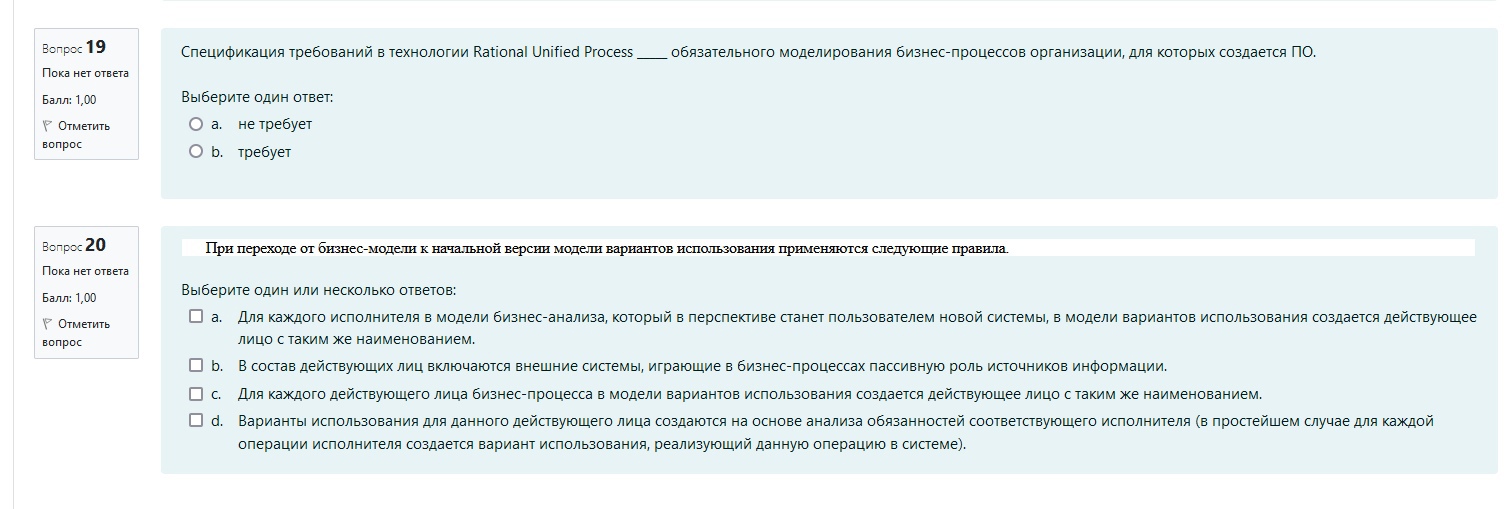 Вопрос 19
Пока нет ответа
Балл: 1,00
Отметить
вопрос
Спецификация требований в технологии Rational Unified Process ____ обязательного моделирования бизнес-процессов организации, для которых создается ПО.
Выберите один ответ:
a. не требует
b. требует
Вопрос 20
Пока нет ответа
Балл: 1,00
Отметить
вопрос
При переходе от бизнес-модели к начальной версии модели вариантов использования применяются следующие правила.
Выберите один или несколько ответов:
a. Для каждого исполнителя в модели бизнес-анализа, который в перспективе станет пользователем новой системы, в модели вариантов использования создается действующее
лицо с таким же наименованием.
b. В состав действующих лиц включаются внешние системы, играющие в бизнес-процессах пассивную роль источников информации.
c. Для каждого действующего лица бизнес-процесса в модели вариантов использования создается действующее лицо с таким же наименованием.
d. Варианты использования для данного действующего лица создаются на основе анализа обязанностей соответствующего исполнителя (в простейшем случае для каждой
операции исполнителя создается вариант использования, реализующий данную операцию в системе).